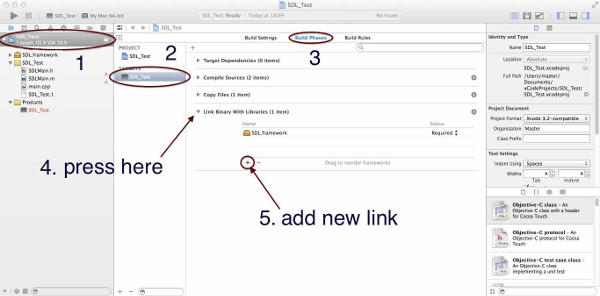 SDL_Test
SDL_Test
My Mac 64-bit
SDL_Test: Ready
Today at 18:09
SDL_Test
1 target, OS X SDK 10.9
1
SDL.framework
SDL_Test
SDLMain.h
SDLMain.m
main.cpp
SDL_Test.1
Products
SDL_Test
PROJECT
SDL_Test
2
SDL_Test
Build Settings
Build Phases
Build Rules
3
Target Dependencies (0 items)
Compile Sources (2 items)
Copy Files (1 item)
Link Binary With Libraries (1 item)
Name
Status
SDL.framework
Required
+ −
Drag to reorder frameworks
4. press here
5. add new link
Identity and Type
Name SDL_Test
Location Absolute
SDL_Test.xcodeproj
Full Path /Users/master/
Documents/
xCodeProjects/SDL_Test/
SDL_Test.xcodeproj
Project Document
Project Format Xcode 3.2-compatible
Organization Master
Class Prefix
Text Settings
Indent Using Spaces
Widths 4 4
Tab
Objective-C class - An
Objective-C class with a header
for Cocoa Touch
Objective-C protocol - An
Objective-C protocol for Cocoa
Touch
Objective-C test case class -
An Objective-C class
implementing a unit test